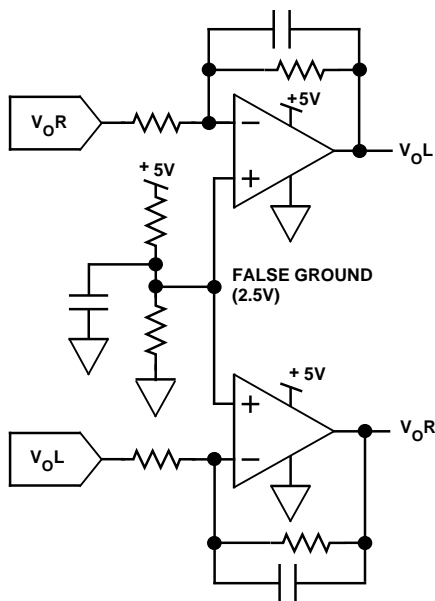 +5V
VOR
VOL
+ 5V
FALSE GROUND
(2.5V)
+ 5V
VOR
VOL